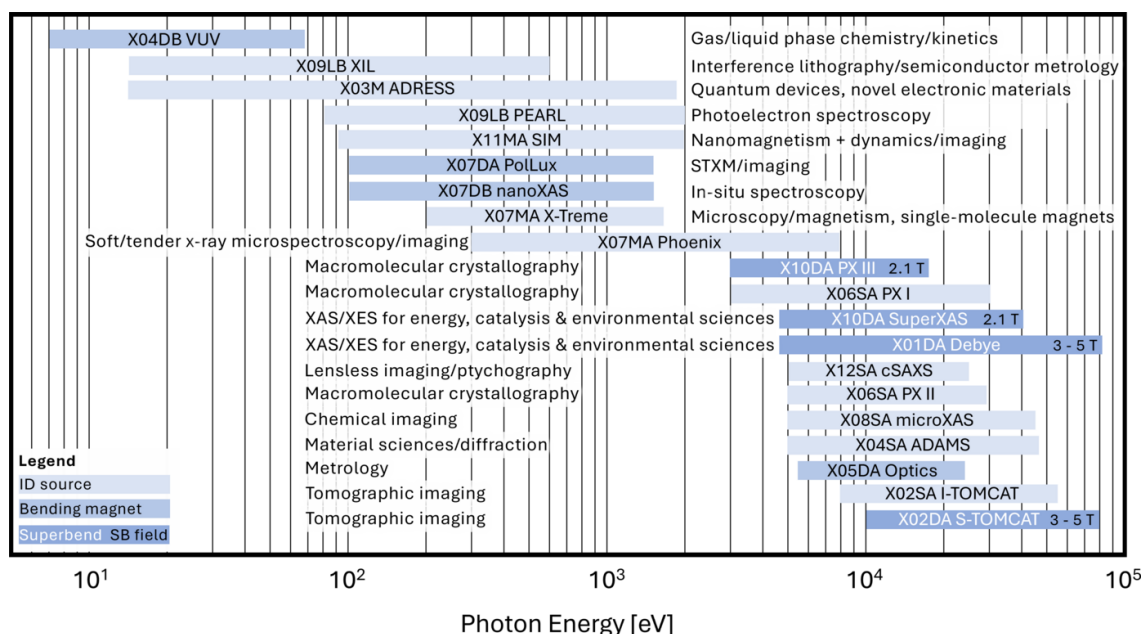 X04DB VUV Gas/liquid phase chemistry/kinetics
X09LB XIL Interference lithography/semiconductor metrology
X03M ADRESS Quantum devices, novel electronic materials
X09LB PEARL Photoelectron spectroscopy
X11MA SIM Nanomagnetism + dynamics/imaging
X07DA PolLux STXM/imaging
X07DB nanoXAS In-situ spectroscopy
X07MA X-Treme Microscopy/magnetism, single-molecule magnets
Soft/tender x-ray microspectroscopy/imaging X07MA Phoenix
Macromolecular crystallography X10DA PX III 2.1 T
Macromolecular crystallography X06SA PX I
XAS/XES for energy, catalysis & environmental sciences X10DA SuperXAS 2.1 T
XAS/XES for energy, catalysis & environmental sciences X01DA Debye 3 - 5 T
Lensless imaging/ptychography X12SA cSAXS
Macromolecular crystallography X06SA PX II
Chemical imaging X08SA microXAS
Material sciences/diffraction X04SA ADAMS
Metrology X05DA Optics
Tomographic imaging X02SA I-TOMCAT
Tomographic imaging X02DA S-TOMCAT 3 - 5 T
Legend
ID source
Bending magnet
Superbend SB field
10¹ 10² 10³ 10⁴ 10⁵
Photon Energy [eV]